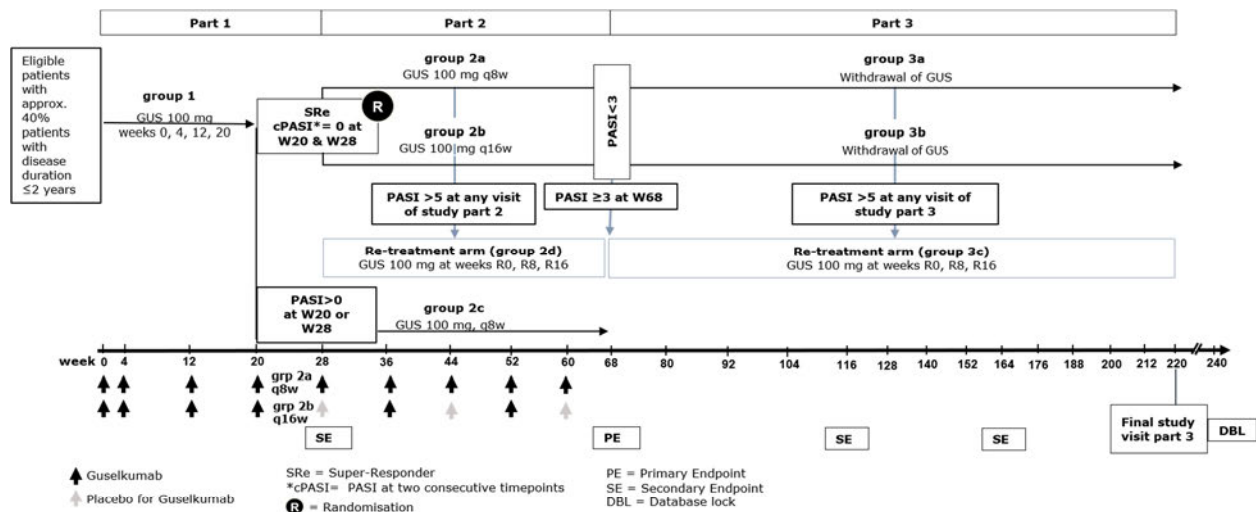 Part 1
Part 2
Part 3
Eligible
patients
with
approx.
40%
patients
with
disease
duration
≤2 years
group 1
GUS 100 mg
weeks 0, 4, 12, 20
SRe
cPASI*= 0 at
W20 & W28
R
group 2a
GUS 100 mg q8w
group 2b
GUS 100 mg q16w
PASI<3
group 3a
Withdrawal of GUS
group 3b
Withdrawal of GUS
PASI >5 at any visit
of study part 2
PASI ≥3 at W68
PASI >5 at any visit of
study part 3
Re-treatment arm (group 2d)
GUS 100 mg at weeks R0, R8, R16
Re-treatment arm (group 3c)
GUS 100 mg at weeks R0, R8, R16
PASI>0
at W20 or
W28
group 2c
GUS 100 mg, q8w
week 0 4 12 20 28 36 44 52 60 68 80 92 104 116 128 140 152 164 176 188 200 212 220 240
grp 2a
q8w
grp 2b
q16w
SE
PE
SE
SE
Final study
visit part 3
DBL
Guselkumab
Placebo for Guselkumab
SRe = Super-Responder
*cPASI= PASI at two consecutive timepoints
R = Randomisation
PE = Primary Endpoint
SE = Secondary Endpoint
DBL = Database lock